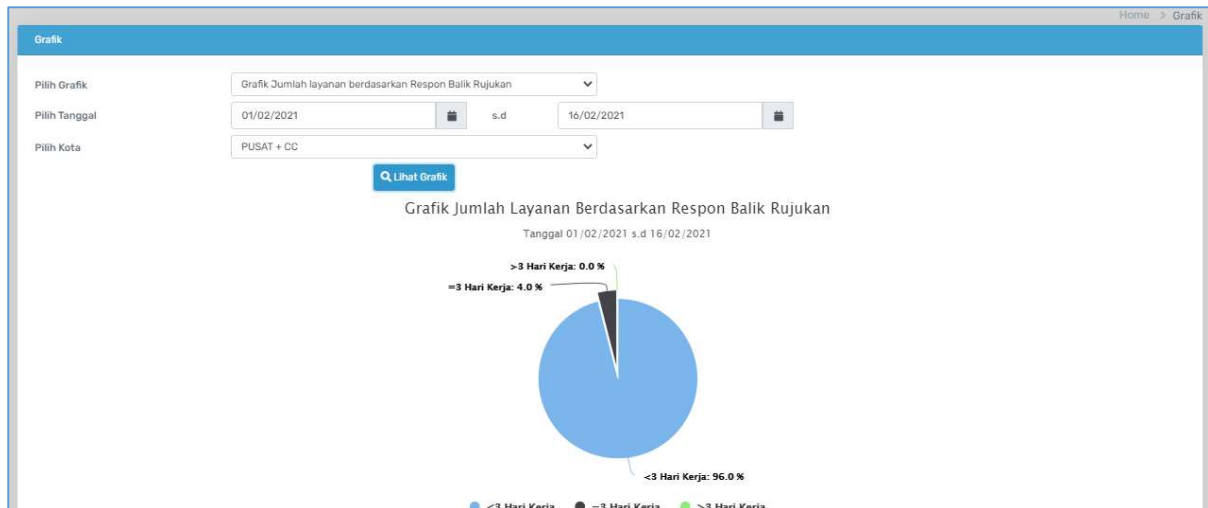 Home > Grafik
Grafik
Pilih Grafik Grafik Jumlah layanan berdasarkan Respon Balik Rujukan
Pilih Tanggal 01/02/2021 s.d 16/02/2021
Pilih Kota PUSAT + CC
Lihat Grafik
Grafik Jumlah Layanan Berdasarkan Respon Balik Rujukan
Tanggal 01/02/2021 s.d 16/02/2021
>3 Hari Kerja: 0.0 %
=3 Hari Kerja: 4.0 %
<3 Hari Kerja: 96.0 %
<3 Hari Kerja =3 Hari Kerja >3 Hari Kerja